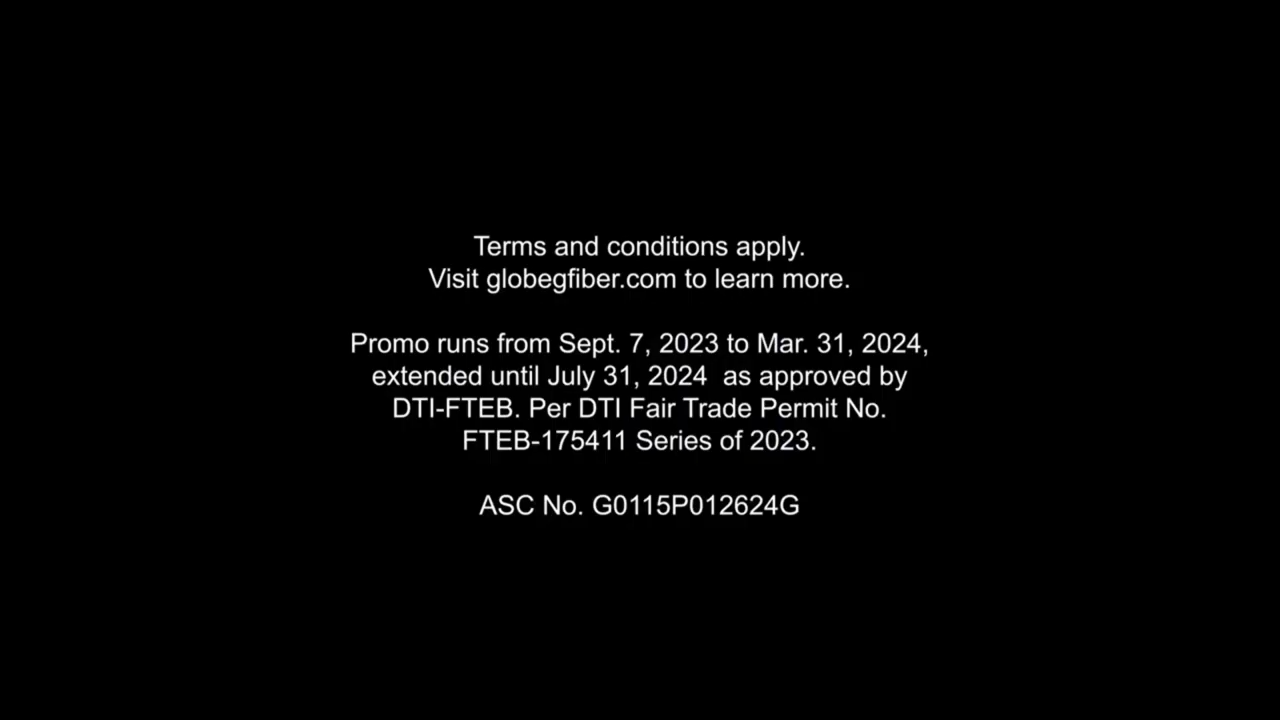 Terms and conditions apply.
Visit globegfiber.com to learn more.
Promo runs from Sept. 7, 2023 to Mar. 31, 2024,
extended until July 31, 2024  as approved by
DTI-FTEB. Per DTI Fair Trade Permit No.
FTEB-175411 Series of 2023.
ASC No. G0115P012624G